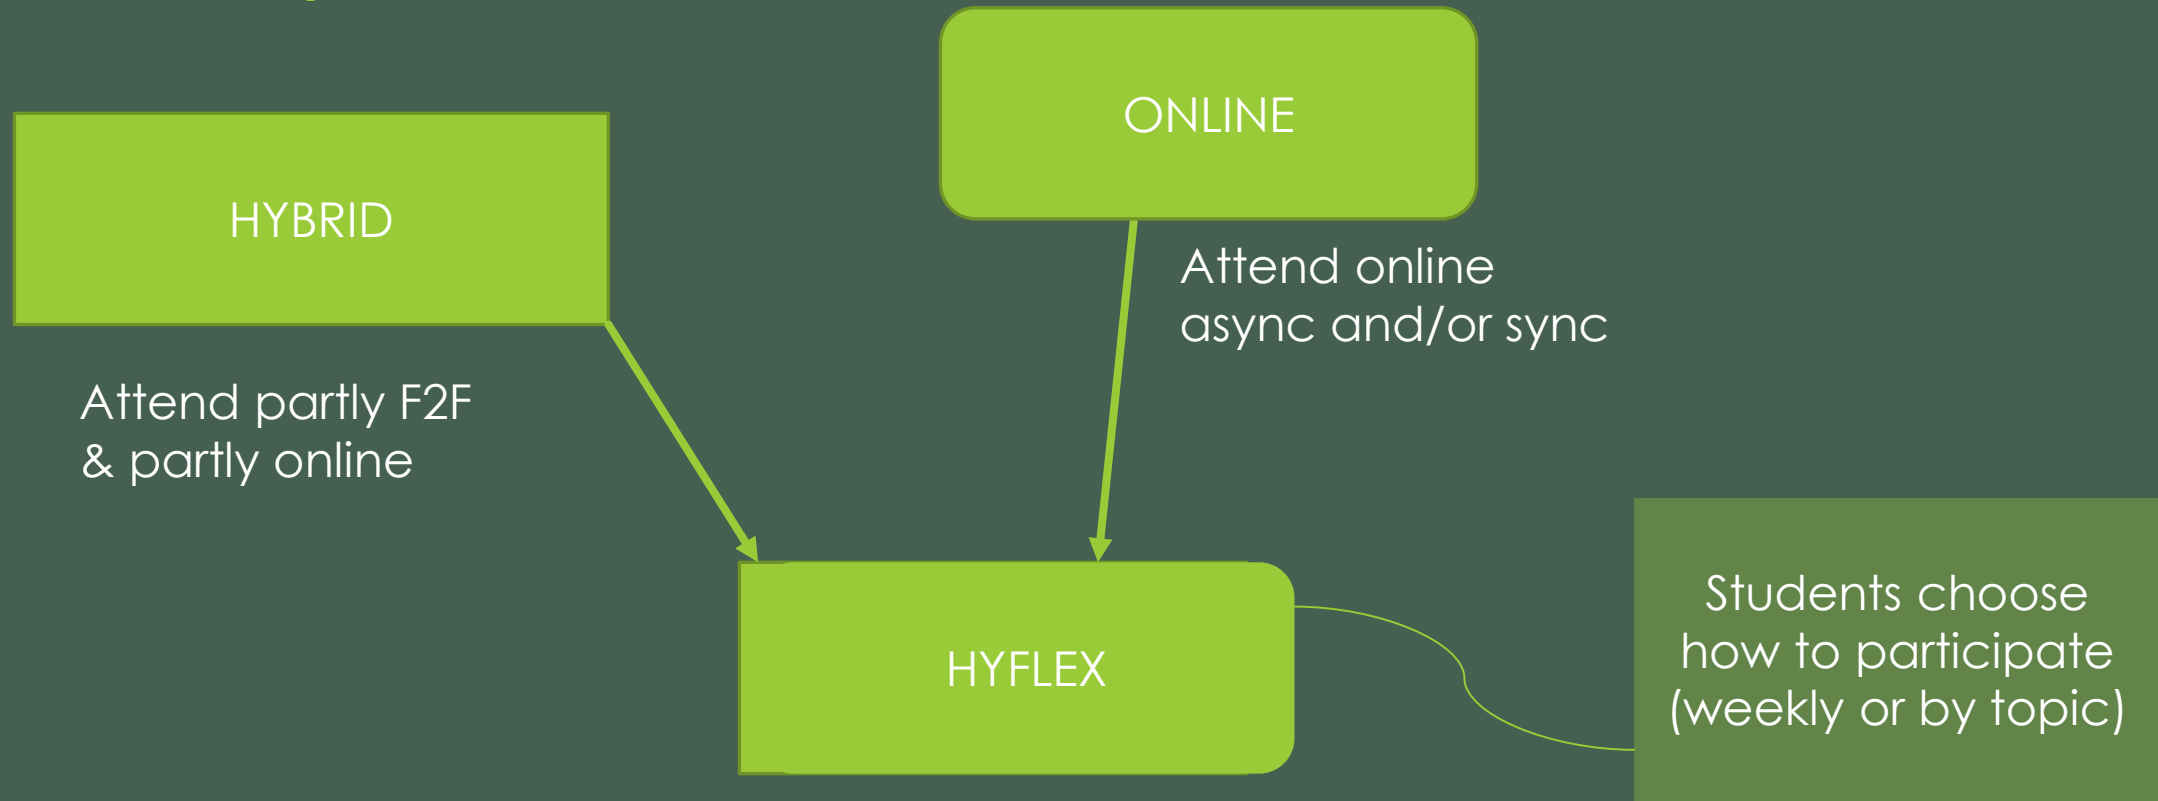 HYBRID
ONLINE
Attend online
async and/or sync
Attend partly F2F
& partly online
HYFLEX
Students choose
how to participate
(weekly or by topic)